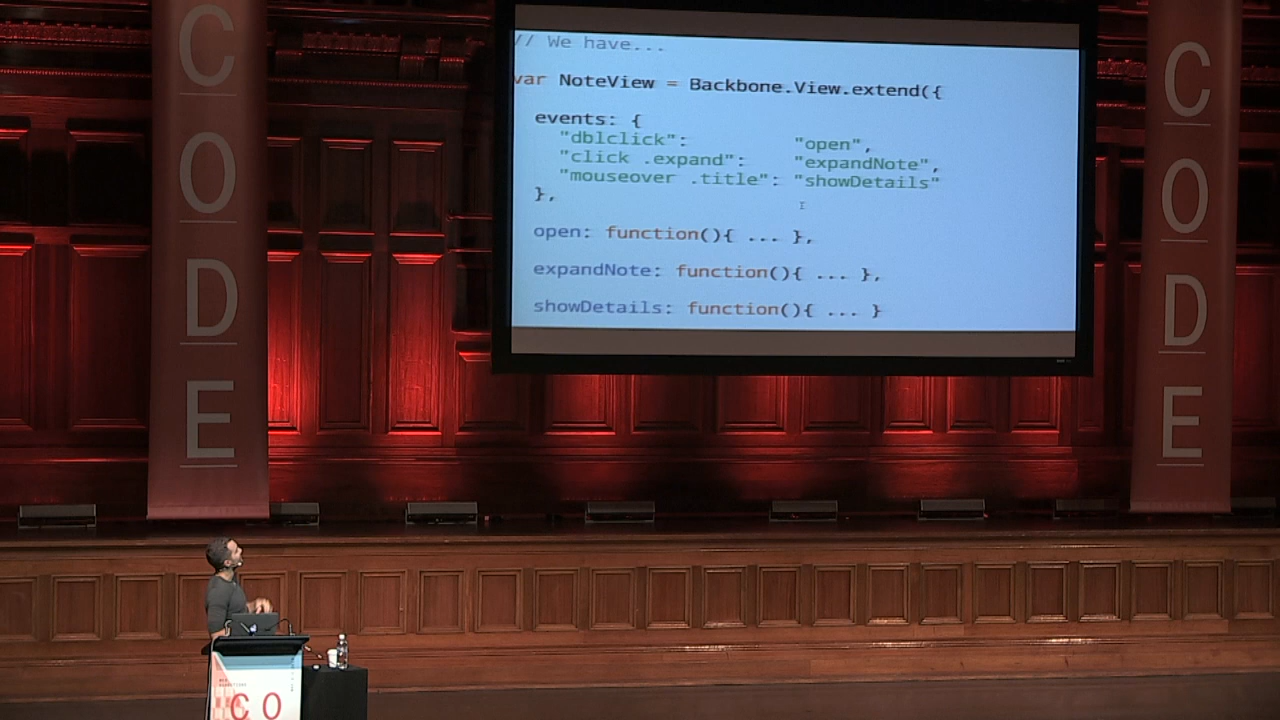 CODE
// We have...
var NoteView = Backbone.View.extend({
events: {
"dblclick": "open",
"click .expand": "expandNote",
"mouseover .title": "showDetails"
},
open: function(){ ... },
expandNote: function(){ ... },
showDetails: function(){ ... }
CODE
CO